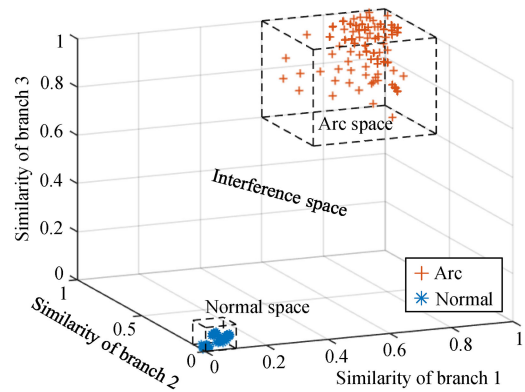 1
0.8
0.6
0.4
0.2
0
Similarity of branch 3
Arc space
Interference space
Normal space
Arc
Normal
1
0.5
0
Similarity of branch 2
0
0.2
0.4
0.6
0.8
1
Similarity of branch 1